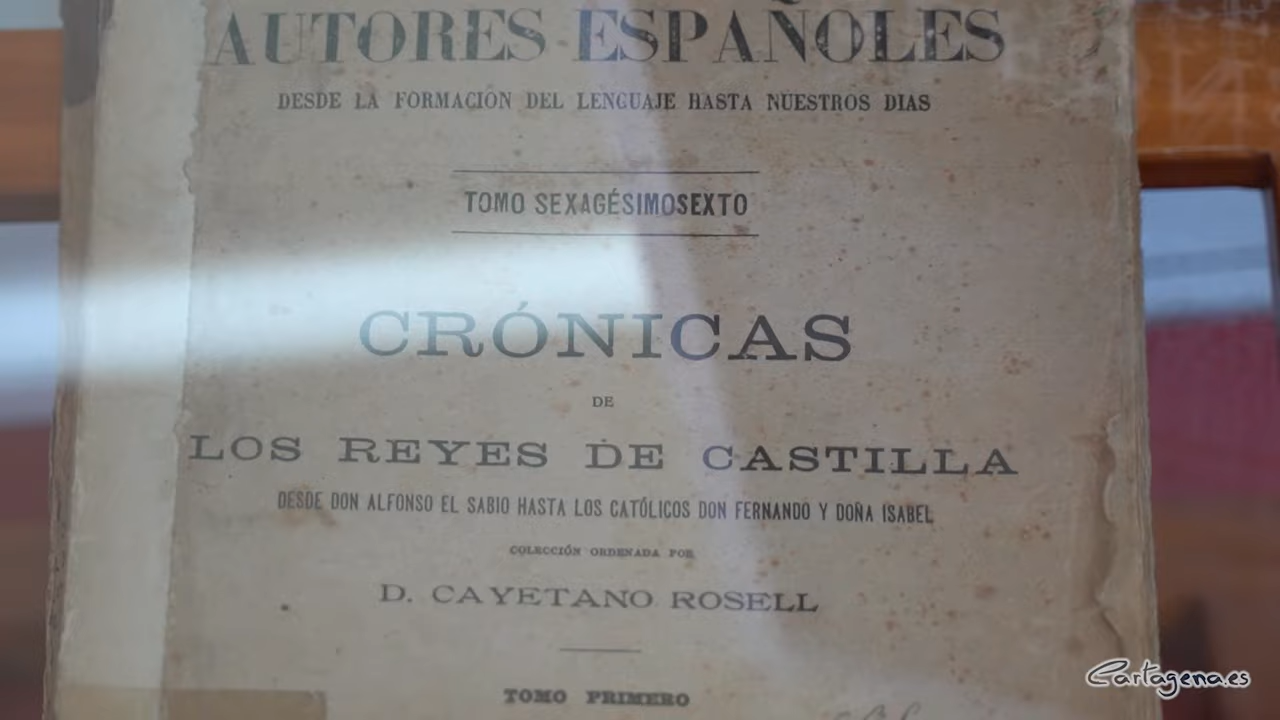 AUTORES ESPAÑOLES
DESDE LA FORMACIÓN DEL LENGUAJE HASTA NUESTROS DIAS
TOMO SEXAGÉSIMOSEXTO
CRÓNICAS
DE
LOS REYES DE CASTILLA
DESDE DON ALFONSO EL SABIO HASTA LOS CATÓLICOS DON FERNANDO Y DOÑA ISABEL
COLECCIÓN ORDENADA POR
D. CAYETANO ROSELL
TOMO PRIMERO
Cartagena.es